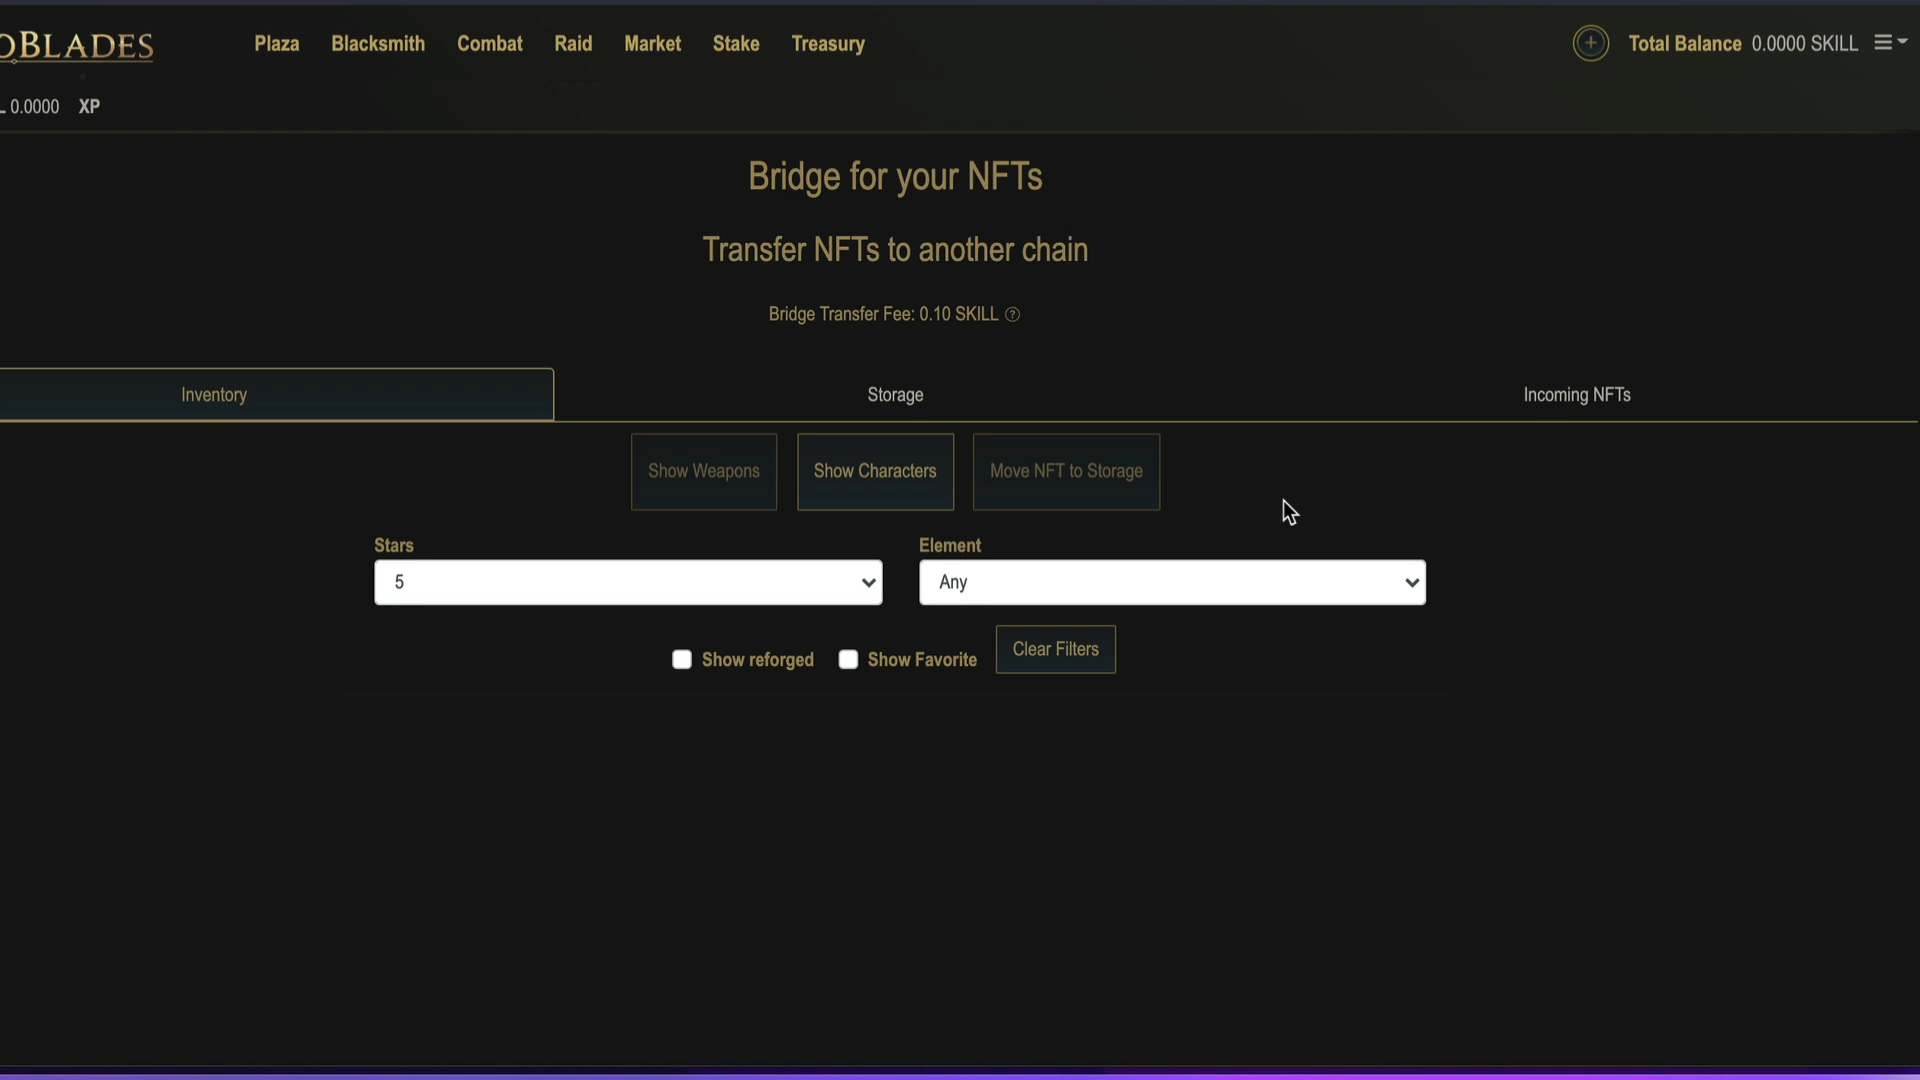 OBLADES
Plaza Blacksmith Combat Raid Market Stake Treasury
Total Balance 0.0000 SKILL
L 0.0000 XP
Bridge for your NFTs
Transfer NFTs to another chain
Bridge Transfer Fee: 0.10 SKILL ?
Inventory Storage Incoming NFTs
Show Weapons Show Characters Move NFT to Storage
Stars Element
5 Any
Show reforged Show Favorite Clear Filters